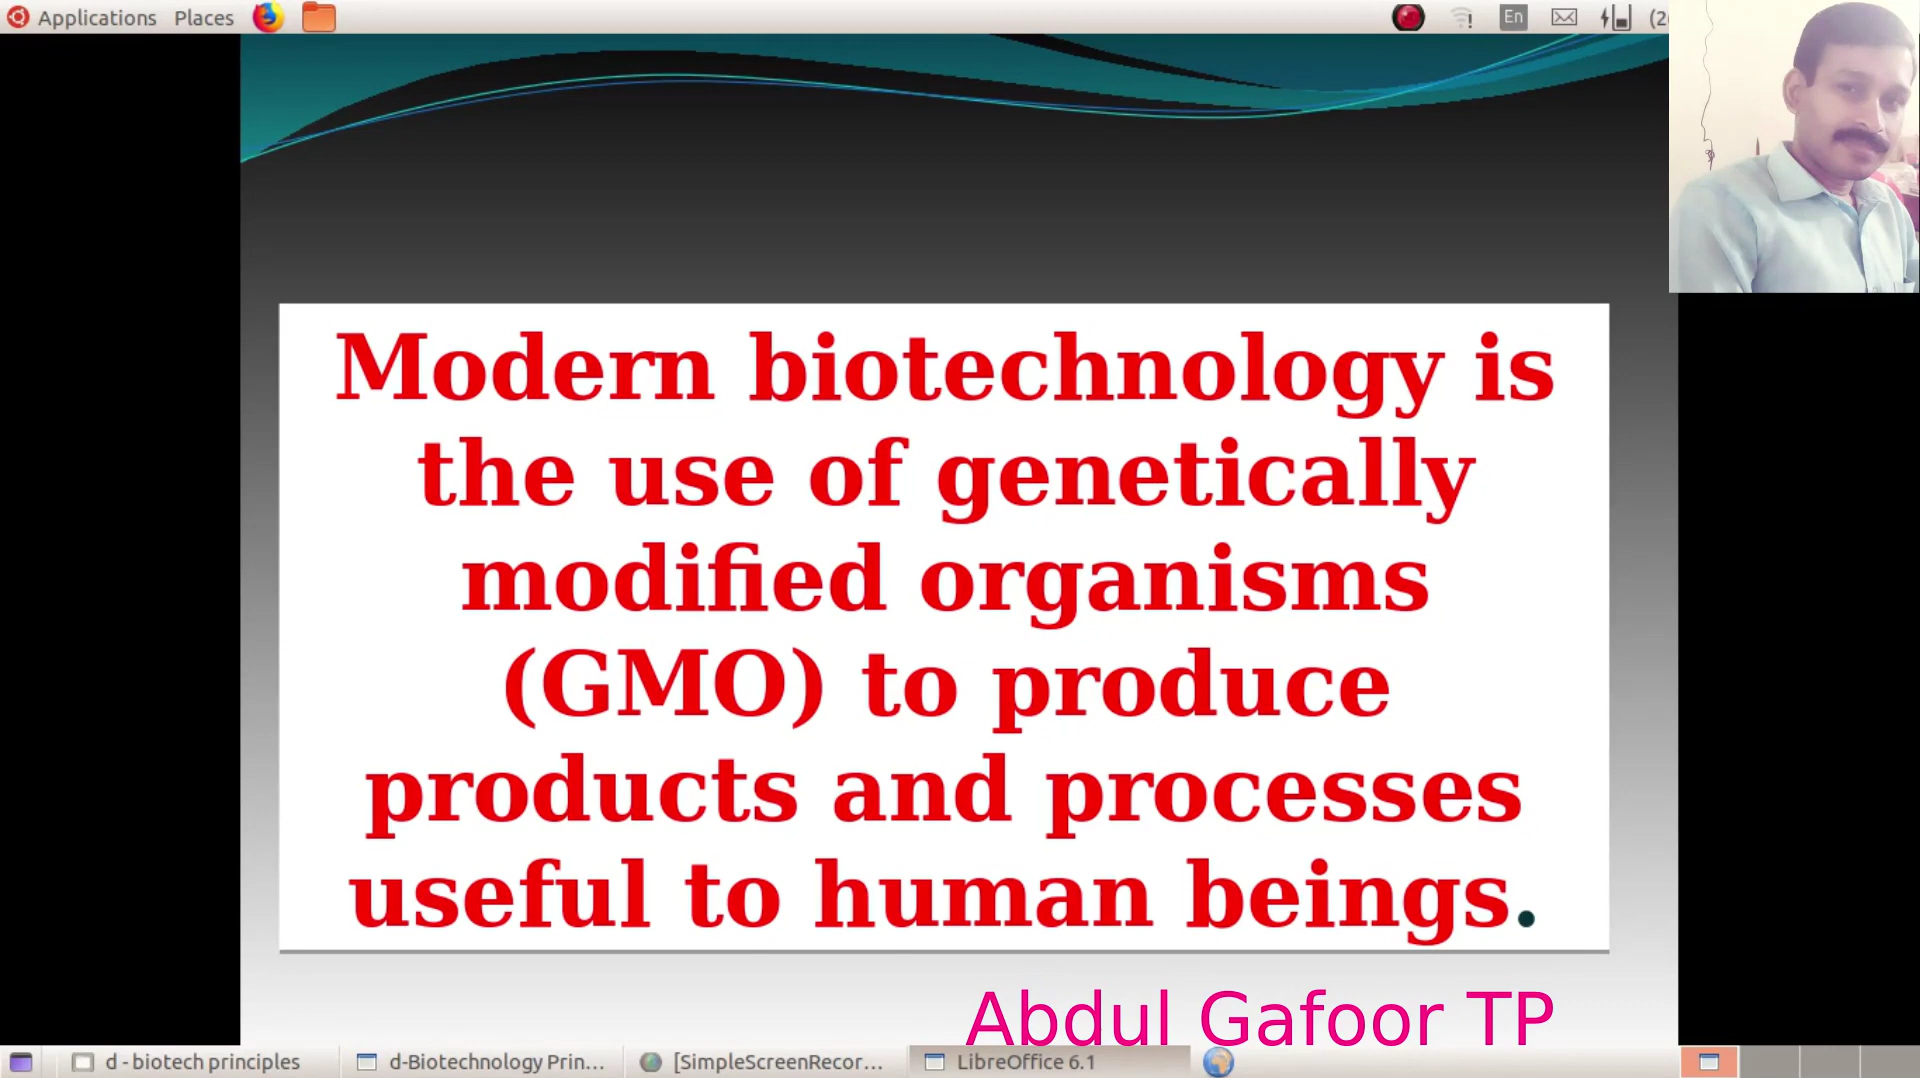 Applications Places
En
(2
Modern biotechnology is
the use of genetically
modified organisms
(GMO) to produce
products and processes
useful to human beings.
Abdul Gafoor TP
d - biotech principles
d-Biotechnology Prin...
[SimpleScreenRecor...
LibreOffice 6.1